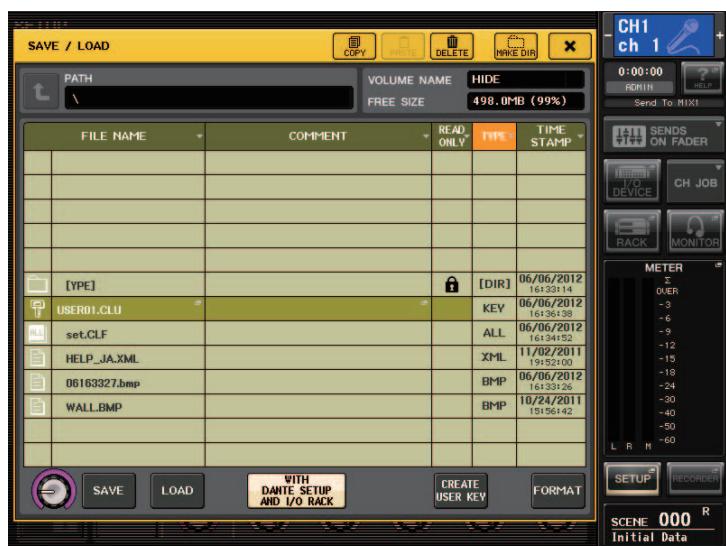 SETUP
SAVE / LOAD
COPY
PASTE
DELETE
MAKE DIR
PATH
\
VOLUME NAME
HIDE
FREE SIZE
498.0MB (99%)
FILE NAME
COMMENT
READ ONLY
TYPE
TIME STAMP
[YPE]
[DIR]
06/06/2012
16:33:14
USER01.CLU
KEY
06/06/2012
16:36:38
ALL
set.CLF
ALL
06/06/2012
16:34:52
HELP_JA.XML
XML
11/02/2011
19:52:00
06163327.bmp
BMP
06/06/2012
16:33:26
WALL.BMP
BMP
10/24/2011
15:56:42
SAVE
LOAD
WITH
DANTE SETUP
AND I/O RACK
CREATE
USER KEY
FORMAT
CH1
- ch 1 +
0:00:00
ADMIN
?
HELP
Send To MIX1
SENDS
ON FADER
I/O
DEVICE
CH JOB
RACK
MONITOR
METER
Σ
OVER
-3
-6
-9
-12
-15
-18
-24
-30
-40
-50
-60
L R M
SETUP
RECORDER
SCENE 000 R
Initial Data